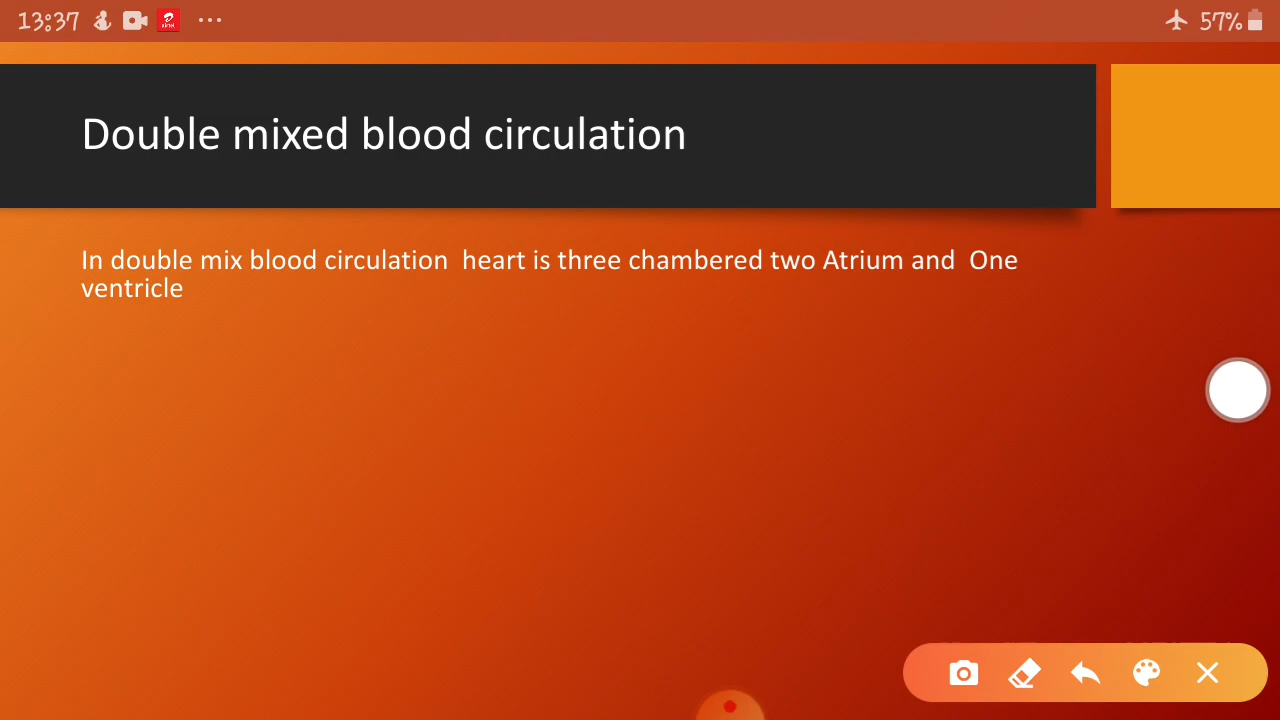 13:37
airtel
57%
Double mixed blood circulation
In double mix blood circulation  heart is three chambered two Atrium and  One
ventricle